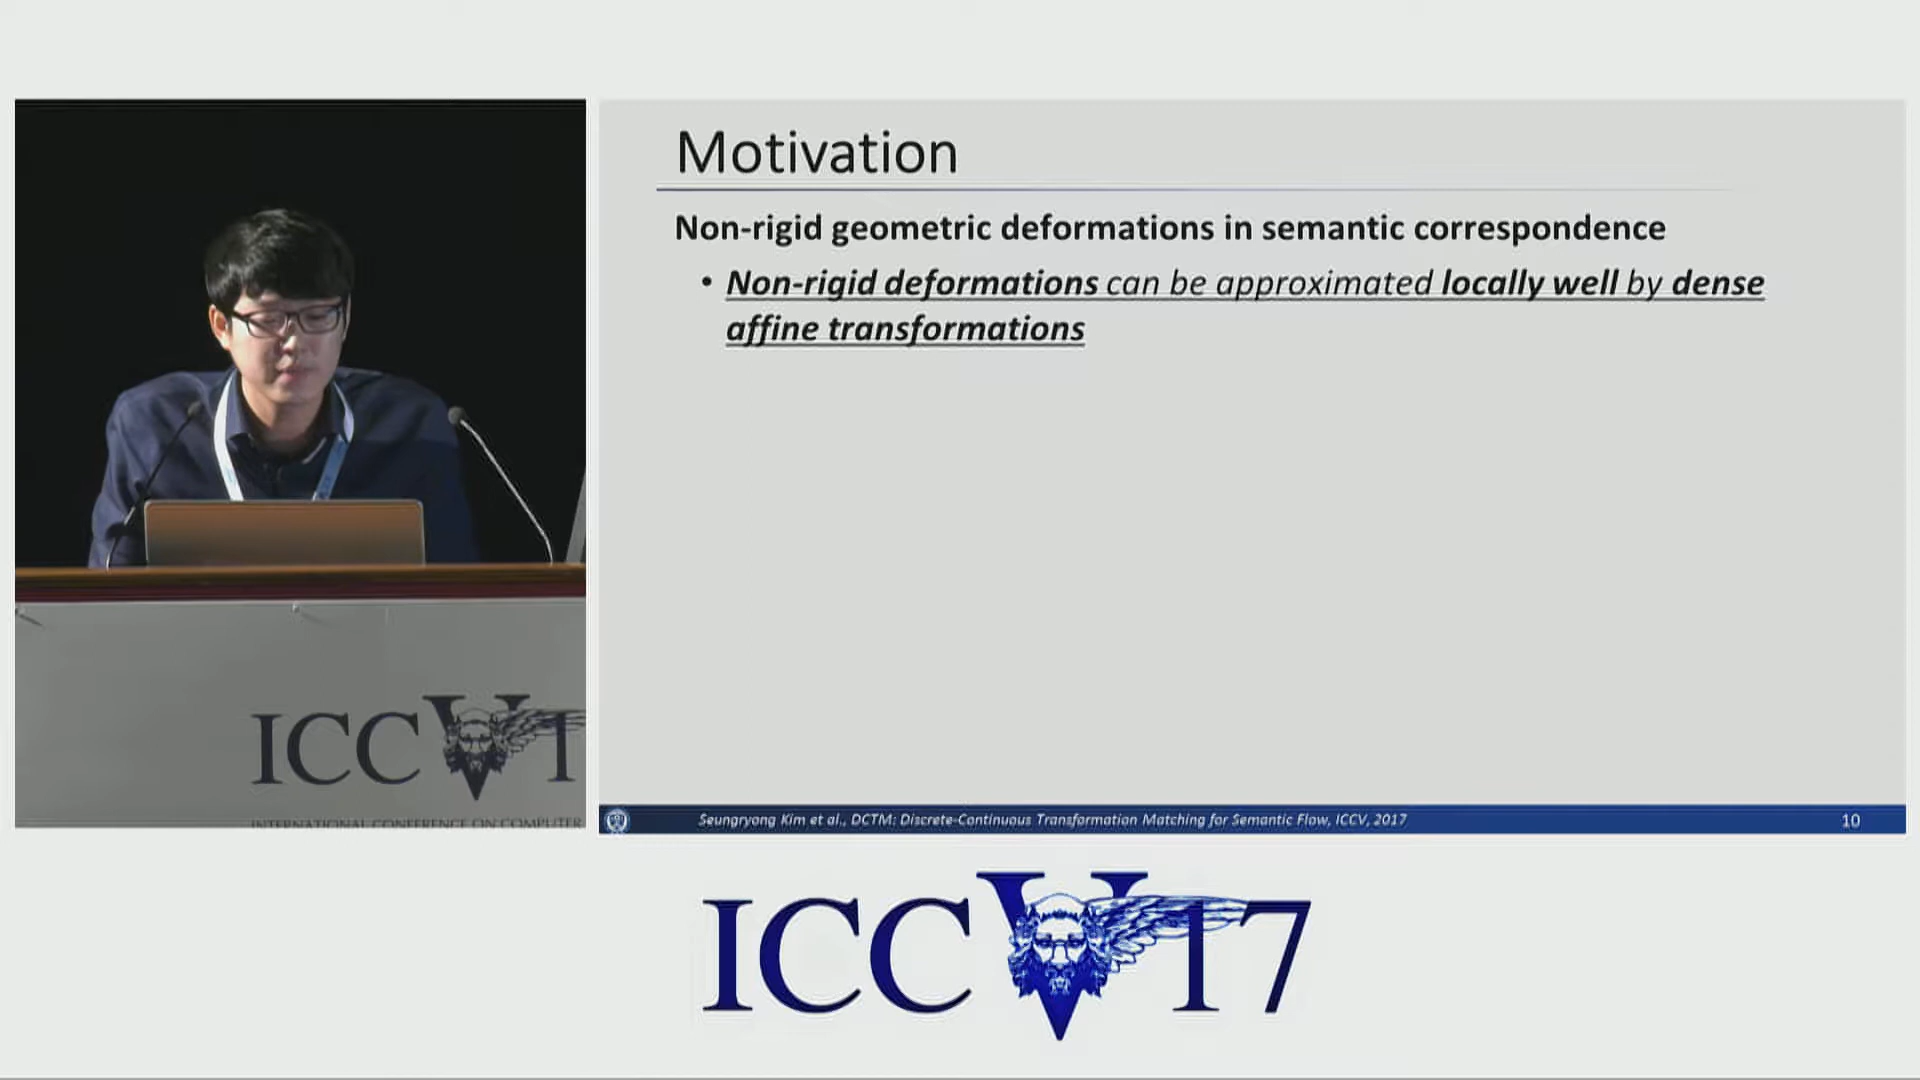 Motivation
Non-rigid geometric deformations in semantic correspondence
• Non-rigid deformations can be approximated locally well by dense
affine transformations
Seungryong Kim et al., DCTM: Discrete-Continuous Transformation Matching for Semantic Flow, ICCV, 2017
10
ICCV1
INTERNATIONAL CONFERENCE ON COMPUTER
ICCV17